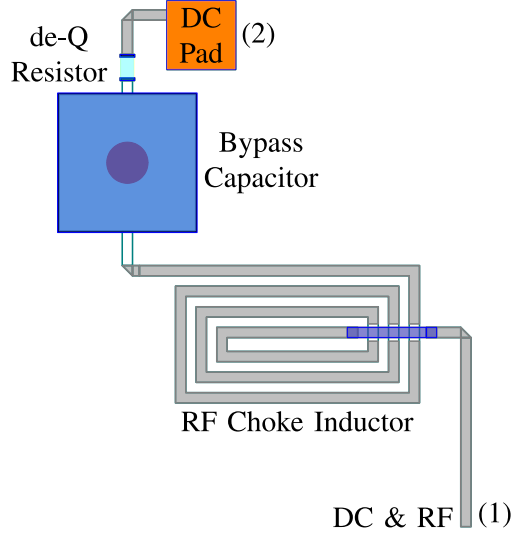 de-Q
Resistor
DC
Pad
(2)
Bypass
Capacitor
RF Choke Inductor
DC & RF
(1)